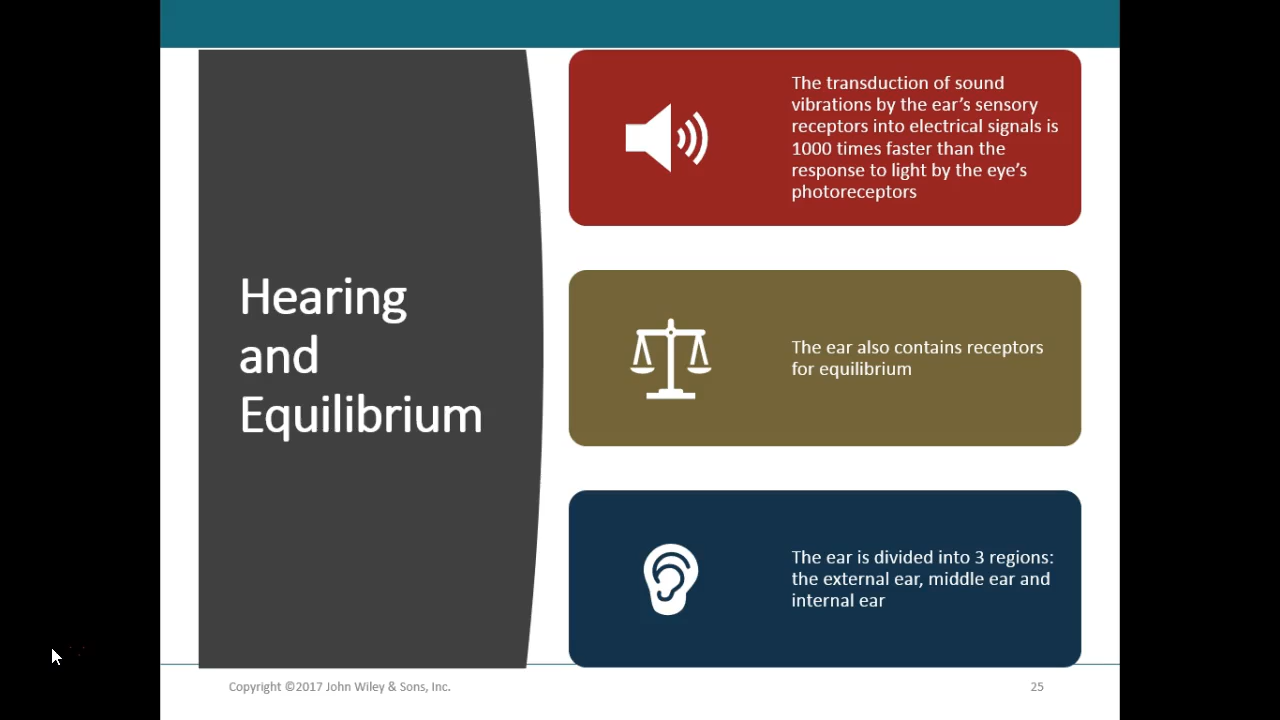 Hearing
and
Equilibrium
The transduction of sound
vibrations by the ear's sensory
receptors into electrical signals is
1000 times faster than the
response to light by the eye's
photoreceptors
The ear also contains receptors
for equilibrium
The ear is divided into 3 regions:
the external ear, middle ear and
internal ear
Copyright ©2017 John Wiley & Sons, Inc.
25